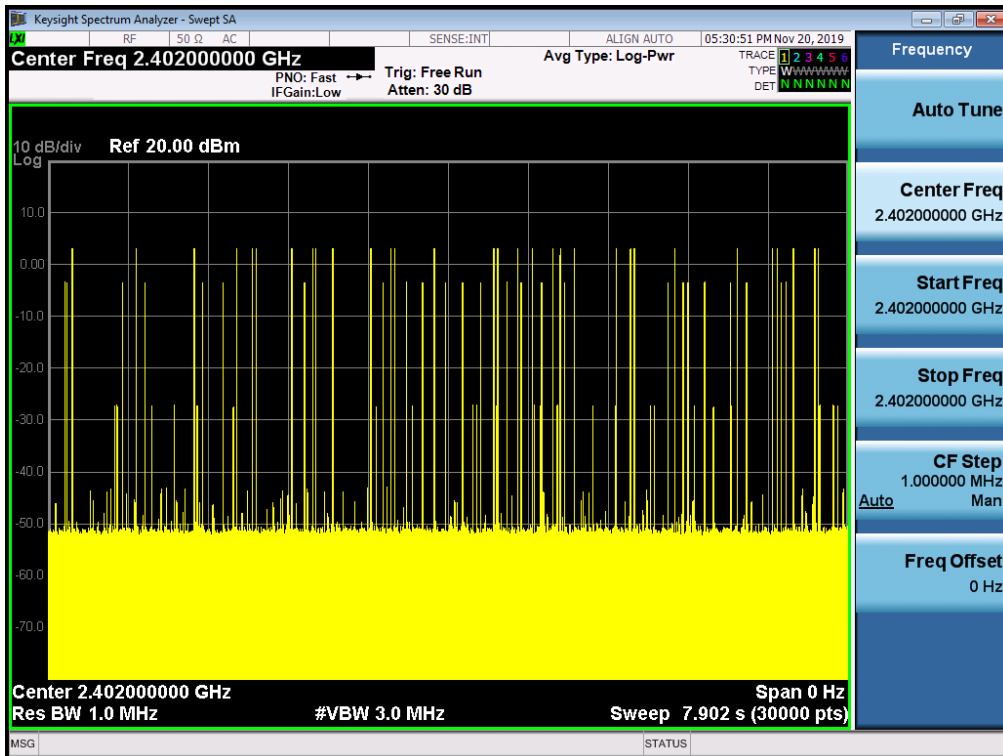 Keysight Spectrum Analyzer - Swept SA
LXI RF 50 Ω AC SENSE:INT ALIGN AUTO 05:30:51 PM Nov 20, 2019
Center Freq 2.402000000 GHz
PNO: Fast
IFGain:Low
Trig: Free Run
Atten: 30 dB
Avg Type: Log-Pwr
TRACE 1 2 3 4 5 6
TYPE WWWWWW
DET N N N N N N
10 dB/div Ref 20.00 dBm
Log
10.0
0.00
-10.0
-20.0
-30.0
-40.0
-50.0
-60.0
-70.0
Center 2.402000000 GHz Span 0 Hz
Res BW 1.0 MHz #VBW 3.0 MHz Sweep 7.902 s (30000 pts)
MSG STATUS
Frequency
Auto Tune
Center Freq
2.402000000 GHz
Start Freq
2.402000000 GHz
Stop Freq
2.402000000 GHz
CF Step
1.000000 MHz
Auto Man
Freq Offset
0 Hz